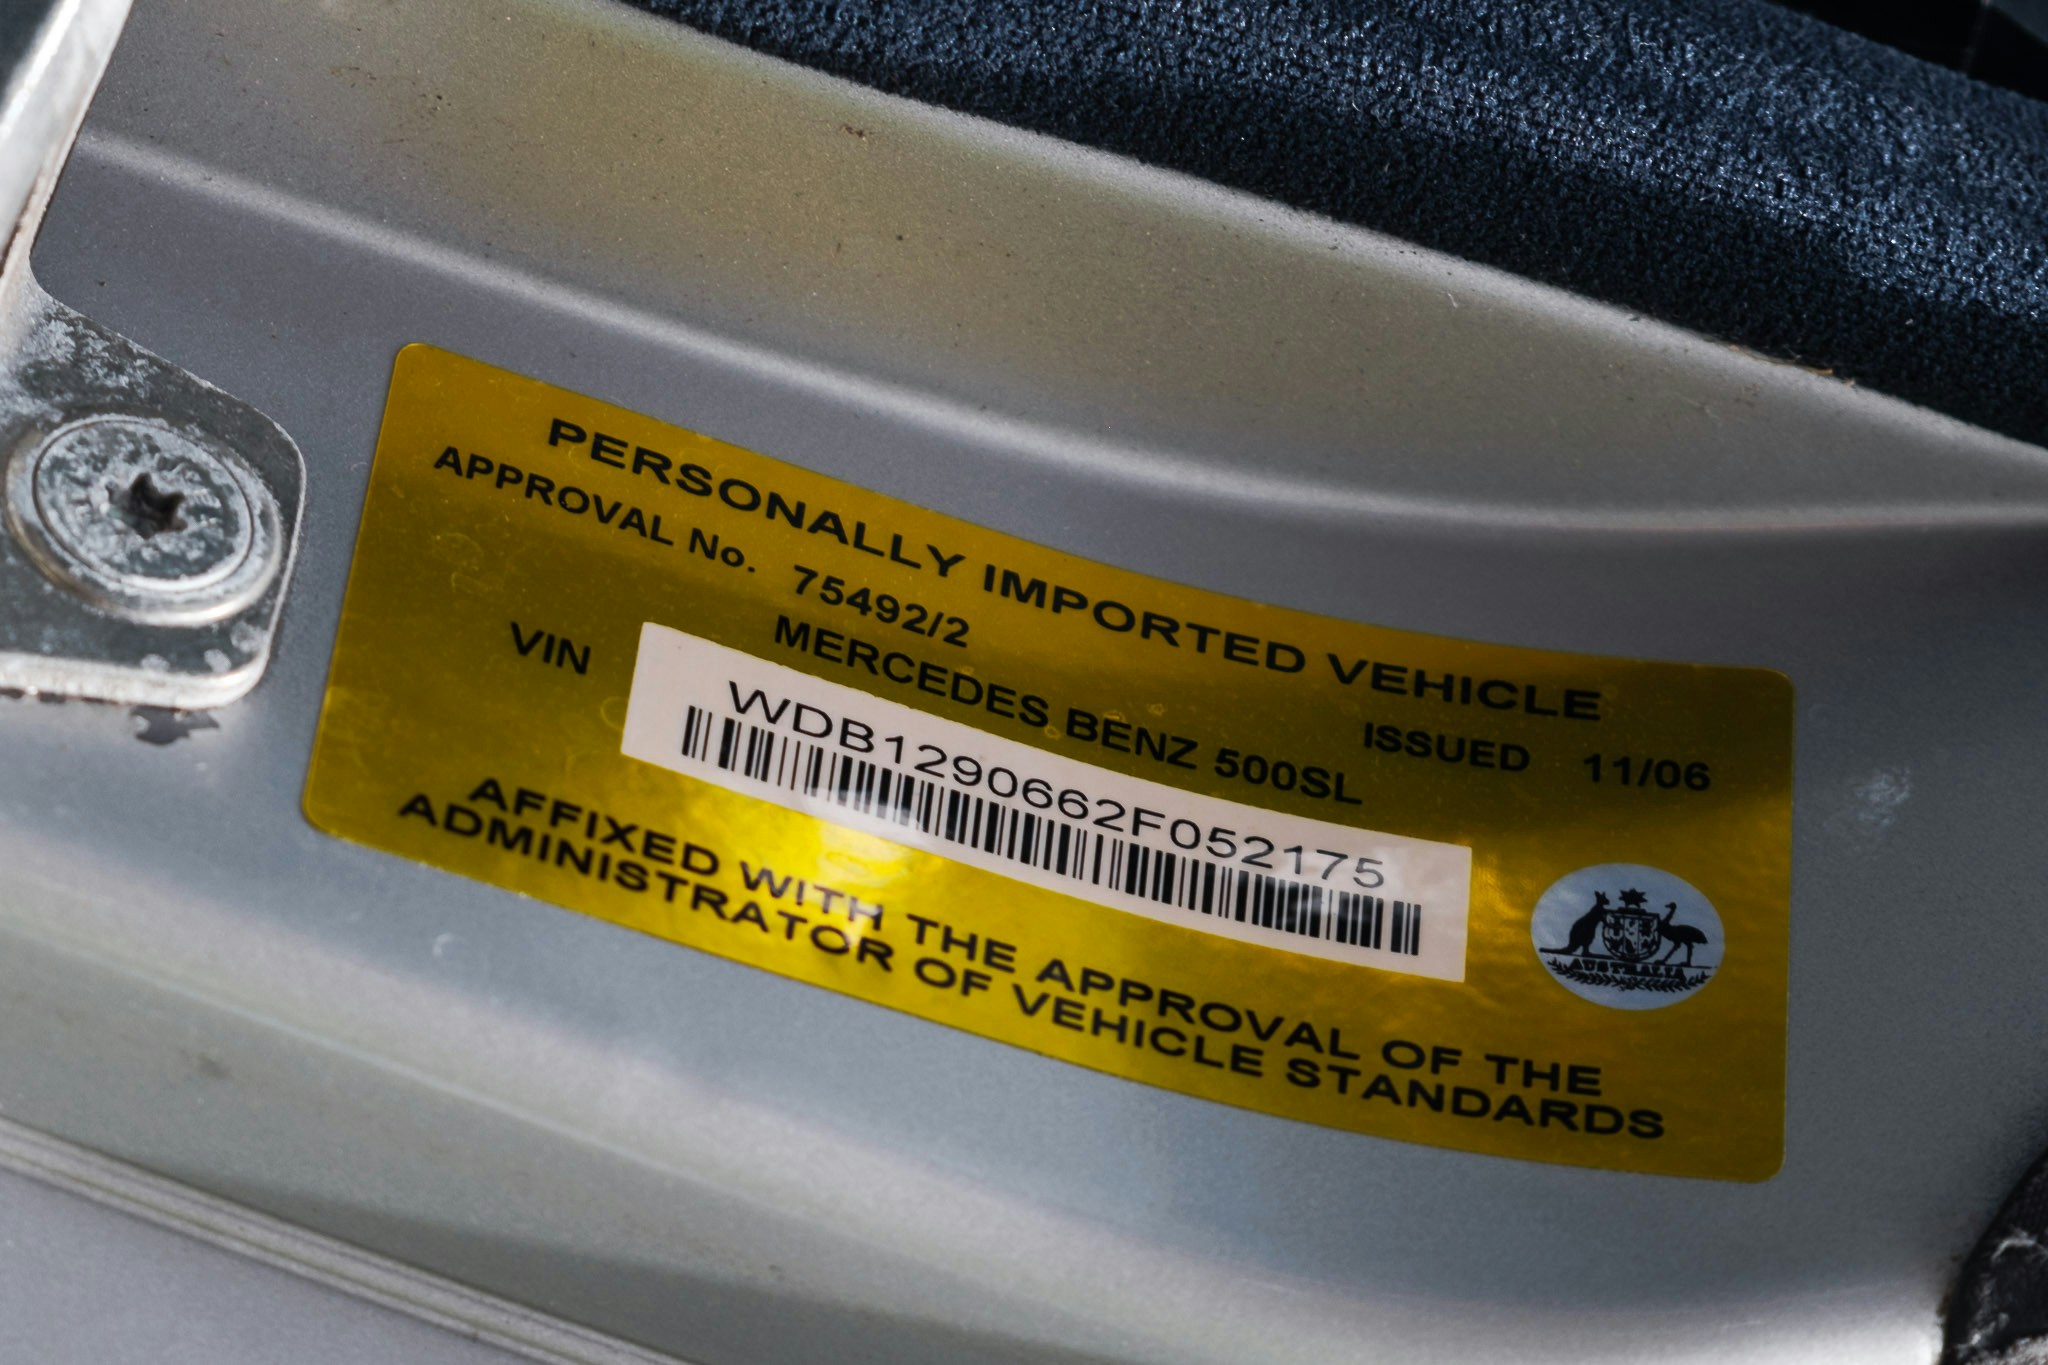 PERSONALLY IMPORTED VEHICLE
APPROVAL No. 75492/2 ISSUED 11/06
MERCEDES BENZ 500SL
VIN WDB1290662F052175
AFFIXED WITH THE APPROVAL OF THE
ADMINISTRATOR OF VEHICLE STANDARDS
AUSTRALIA